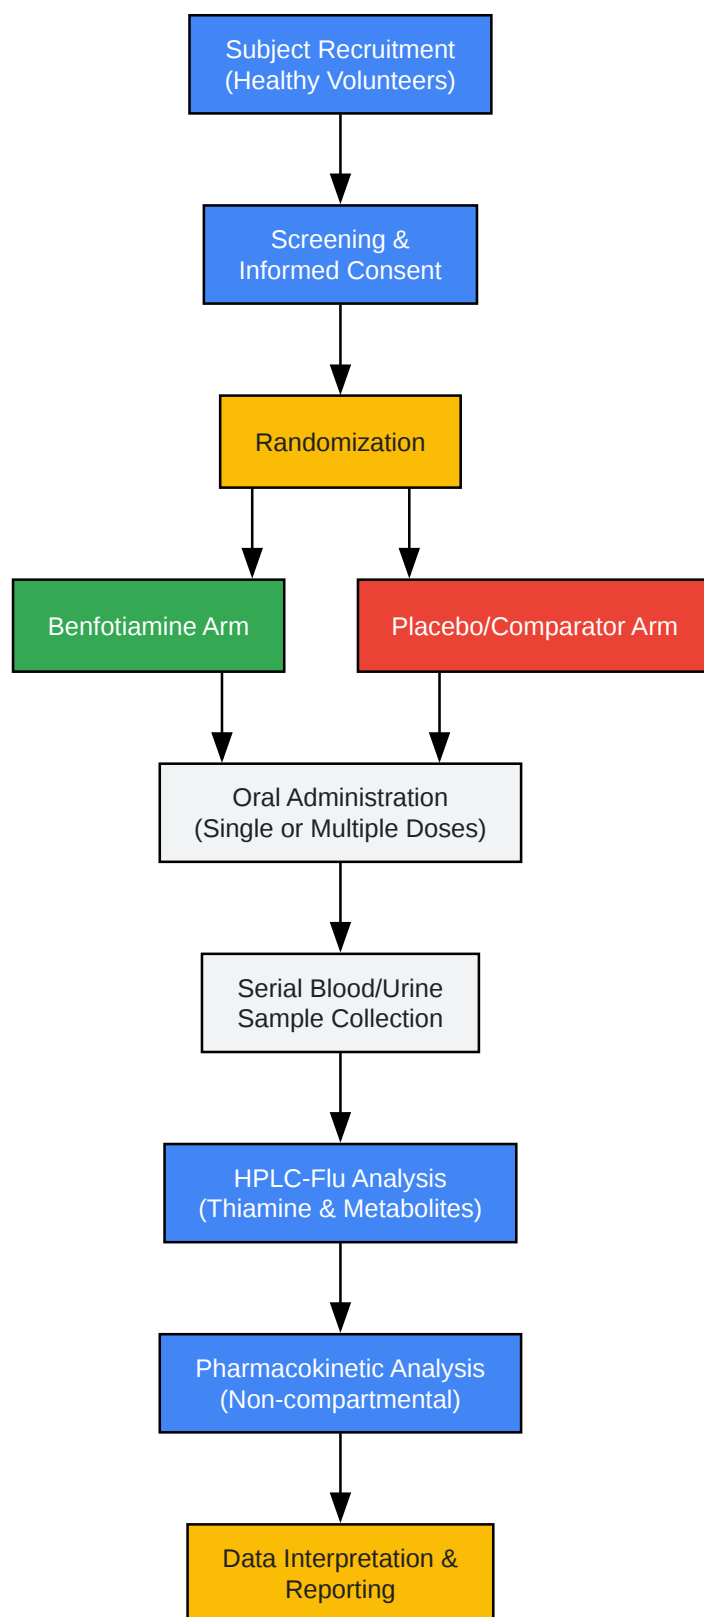 Subject Recruitment
(Healthy Volunteers)
Screening &
Informed Consent
Randomization
Benfotiamine Arm
Placebo/Comparator Arm
Oral Administration
(Single or Multiple Doses)
Serial Blood/Urine
Sample Collection
HPLC-Flu Analysis
(Thiamine & Metabolites)
Pharmacokinetic Analysis
(Non-compartmental)
Data Interpretation &
Reporting